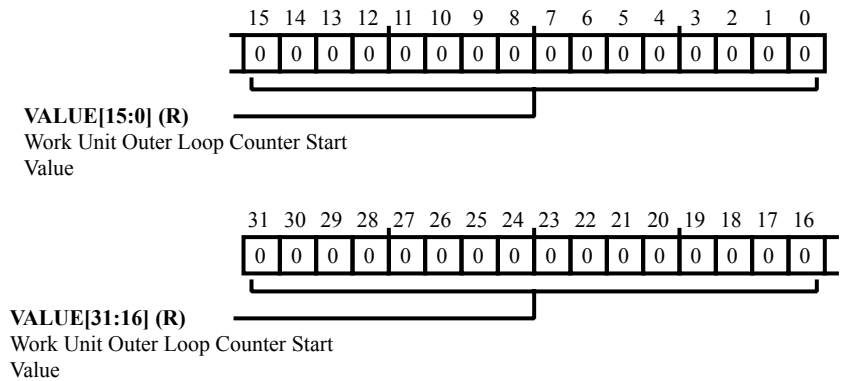 15 14 13 12 11 10 9 8 7 6 5 4 3 2 1 0
0 0 0 0 0 0 0 0 0 0 0 0 0 0 0 0
VALUE[15:0] (R)
Work Unit Outer Loop Counter Start
Value
31 30 29 28 27 26 25 24 23 22 21 20 19 18 17 16
0 0 0 0 0 0 0 0 0 0 0 0 0 0 0 0
VALUE[31:16] (R)
Work Unit Outer Loop Counter Start
Value